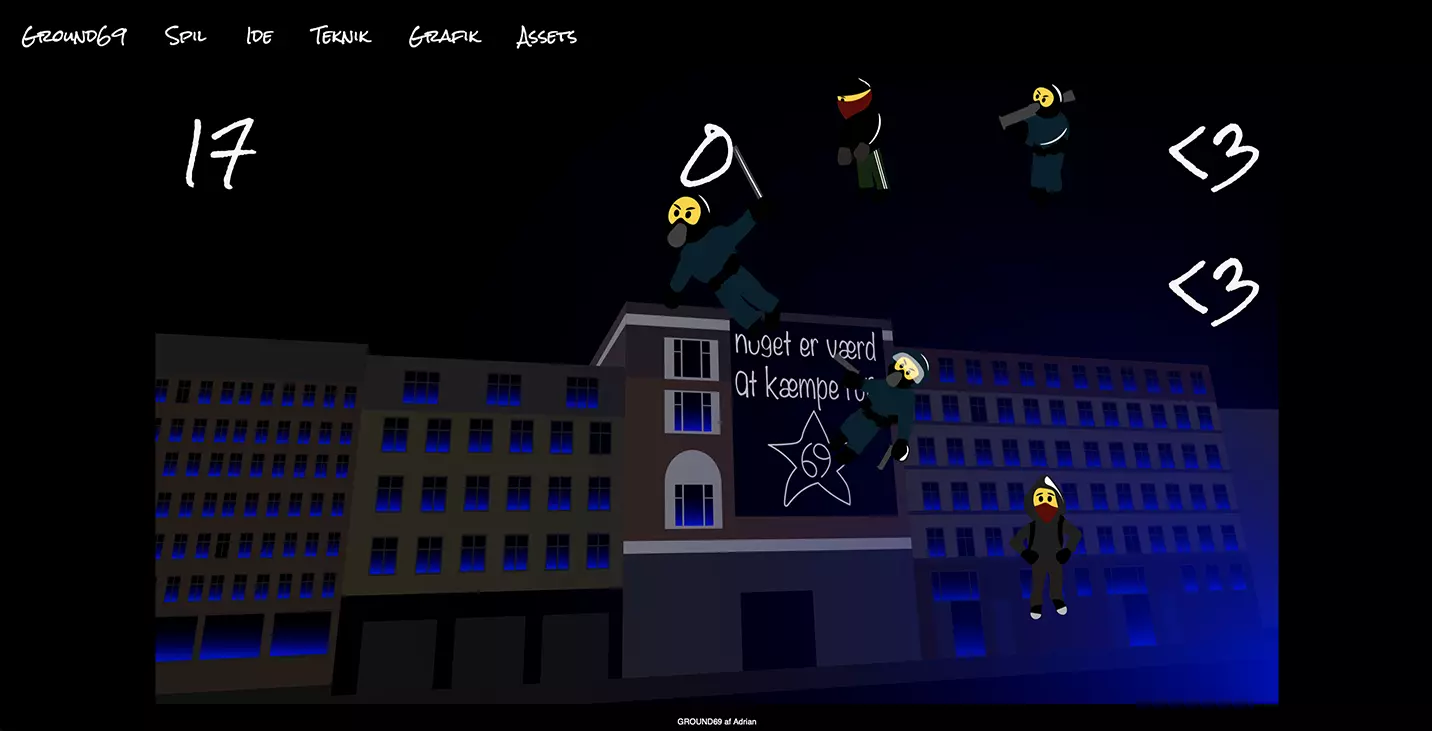 Ground69 Spil Ide Teknik Grafik Assets
17 0 <3
<3
nuget er værd
at kæmpe
69
GROUND69 af Adrian